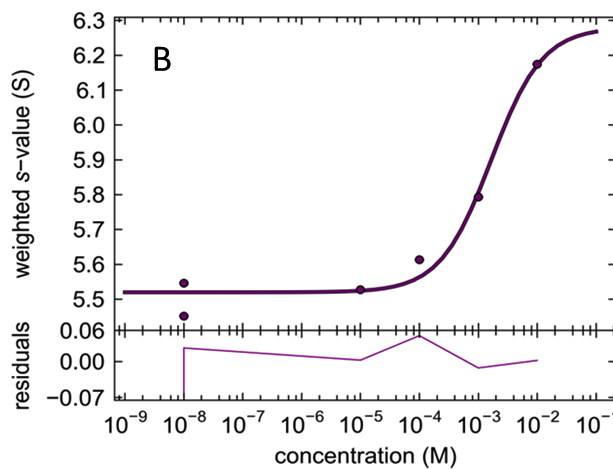 B
weighted s-value (S)
6.3
6.2
6.1
6.0
5.9
5.8
5.7
5.6
5.5
residuals
0.06
0.00
−0.07
10⁻⁹ 10⁻⁸ 10⁻⁷ 10⁻⁶ 10⁻⁵ 10⁻⁴ 10⁻³ 10⁻² 10⁻¹
concentration (M)